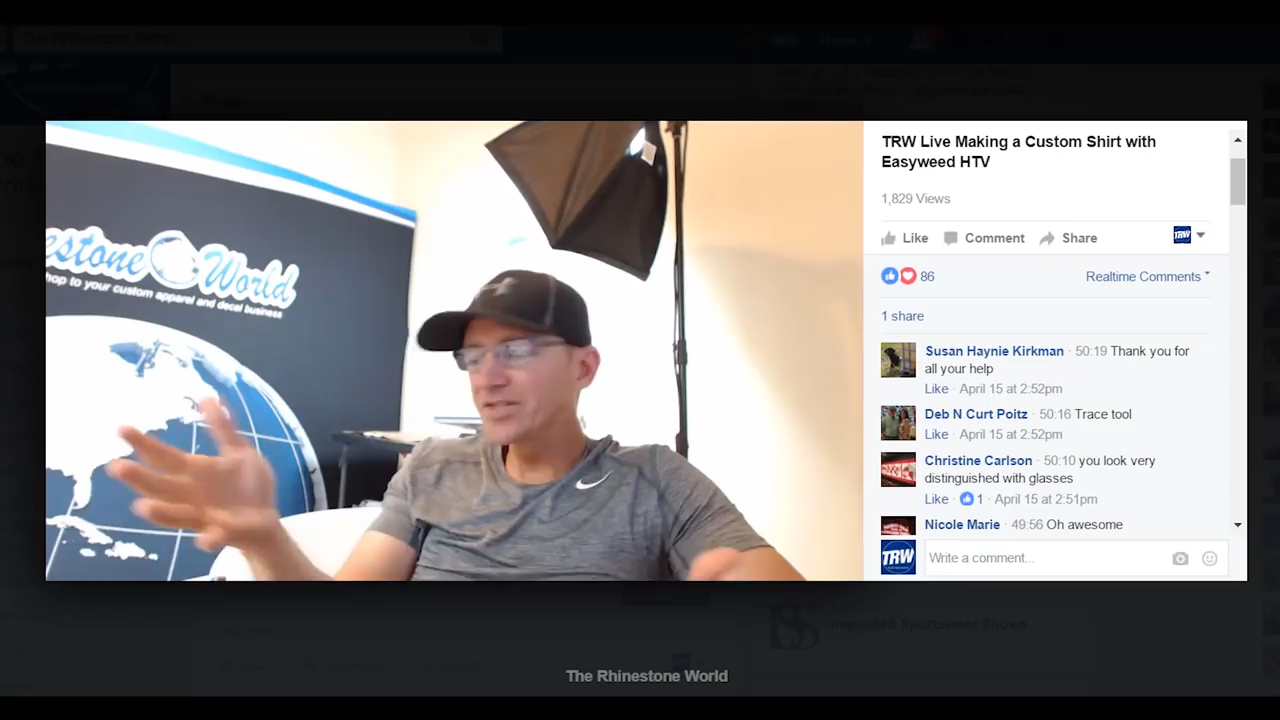 TRW Live Making a Custom Shirt with
Easyweed HTV
1,829 Views
Like Comment Share TRW
86 Realtime Comments
1 share
Susan Haynie Kirkman · 50:19 Thank you for
all your help
Like · April 15 at 2:52pm
Deb N Curt Poitz · 50:16 Trace tool
Like · April 15 at 2:52pm
Christine Carlson · 50:10 you look very
distinguished with glasses
Like · 1 · April 15 at 2:51pm
Nicole Marie · 49:56 Oh awesome
TRW Write a comment...
estone World
hop to your custom apparel and decal business
The Rhinestone World